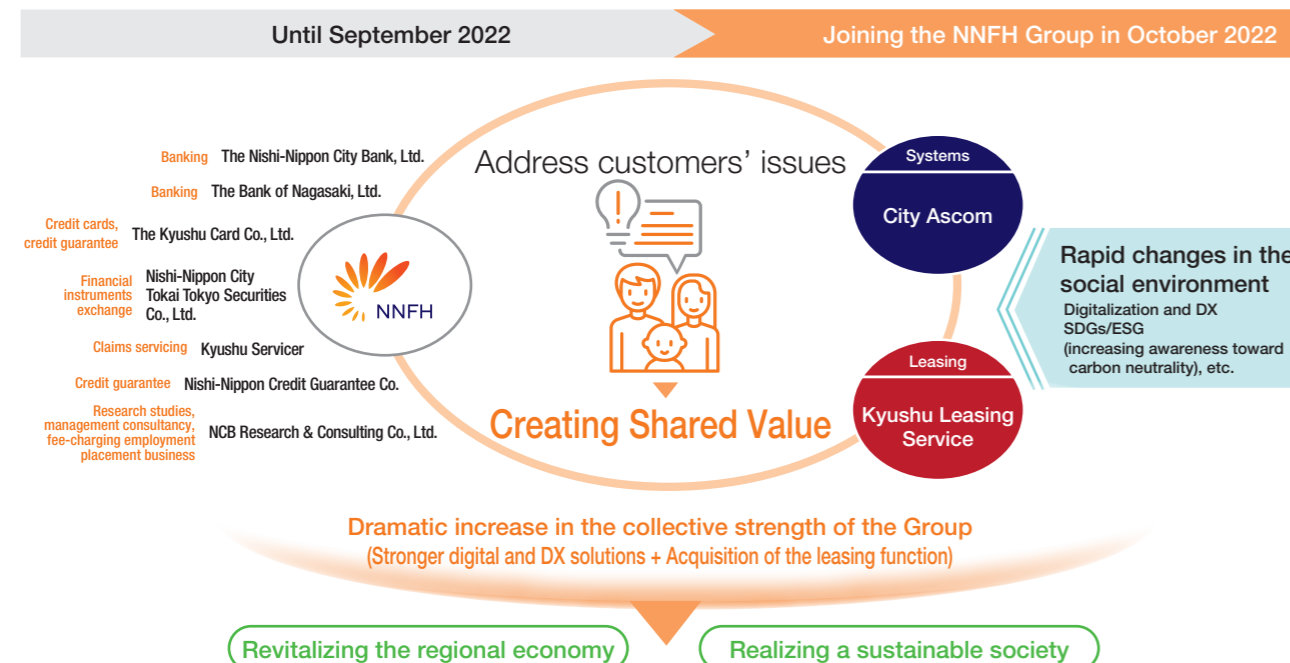 Until September 2022
Joining the NNFH Group in October 2022
Banking The Nishi-Nippon City Bank, Ltd.
Banking The Bank of Nagasaki, Ltd.
Credit cards,
credit guarantee
The Kyushu Card Co., Ltd.
Financial
instruments
exchange
Nishi-Nippon City
Tokai Tokyo Securities
Co., Ltd.
Claims servicing Kyushu Servicer
Credit guarantee Nishi-Nippon Credit Guarantee Co.
Research studies,
management consultancy,
fee-charging employment
placement business
NCB Research & Consulting Co., Ltd.
NNFH
Address customers' issues
Creating Shared Value
Systems
City Ascom
Leasing
Kyushu Leasing
Service
Rapid changes in the
social environment
Digitalization and DX
SDGs/ESG
(increasing awareness toward
carbon neutrality), etc.
Dramatic increase in the collective strength of the Group
(Stronger digital and DX solutions + Acquisition of the leasing function)
Revitalizing the regional economy
Realizing a sustainable society